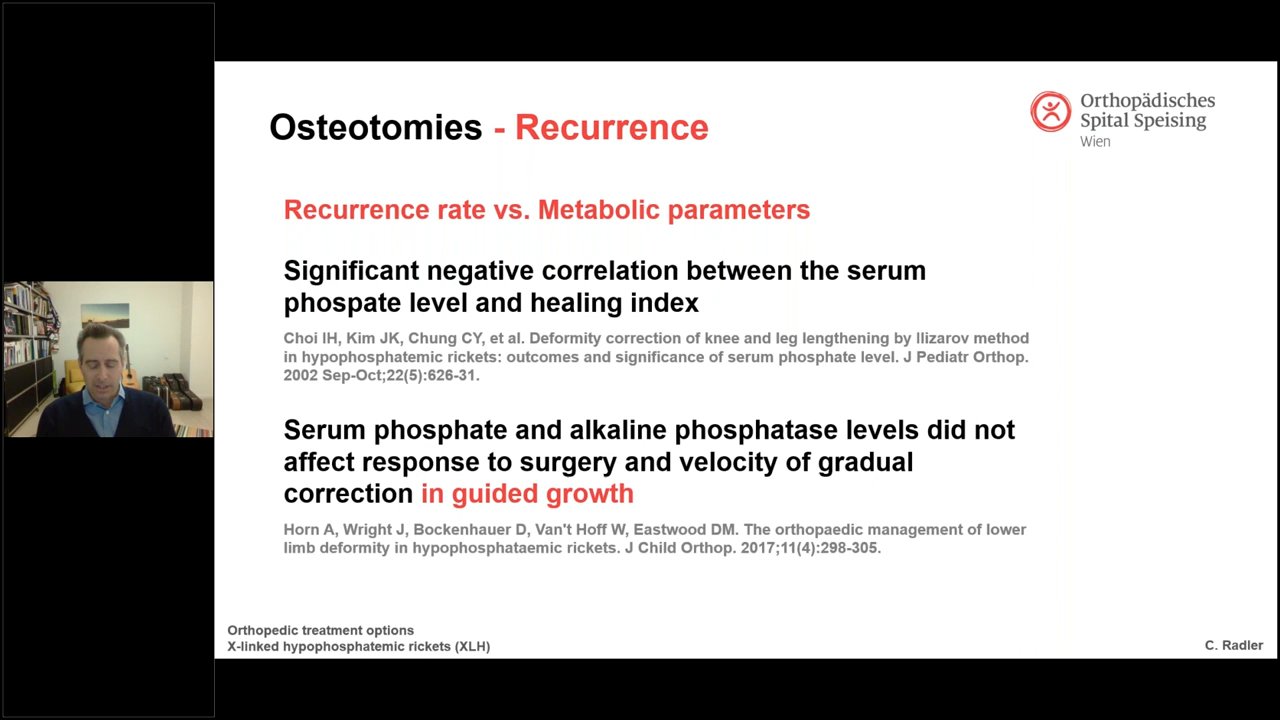 Osteotomies - Recurrence
Orthopädisches
Spital Speising
Wien
Recurrence rate vs. Metabolic parameters
Significant negative correlation between the serum
phospate level and healing index
Choi IH, Kim JK, Chung CY, et al. Deformity correction of knee and leg lengthening by Ilizarov method
in hypophosphatemic rickets: outcomes and significance of serum phosphate level. J Pediatr Orthop.
2002 Sep-Oct;22(5):626-31.
Serum phosphate and alkaline phosphatase levels did not
affect response to surgery and velocity of gradual
correction in guided growth
Horn A, Wright J, Bockenhauer D, Van't Hoff W, Eastwood DM. The orthopaedic management of lower
limb deformity in hypophosphataemic rickets. J Child Orthop. 2017;11(4):298-305.
Orthopedic treatment options
X-linked hypophosphatemic rickets (XLH)
C. Radler